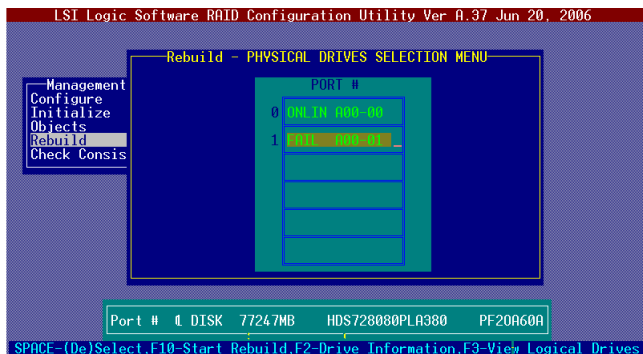 LSI Logic Software RAID Configuration Utility Ver A.37 Jun 20, 2006
Rebuild - PHYSICAL DRIVES SELECTION MENU
Management
Configure
Initialize
Objects
Rebuild
Check Consis
PORT #
0 ONLIN A00-00
1 FAIL A00-01 _
Port # 1 DISK 77247MB HDS728080PLA380 PF2OA60A
SPACE-(De)Select,F10-Start Rebuild,F2-Drive Information,F3-View Logical Drives